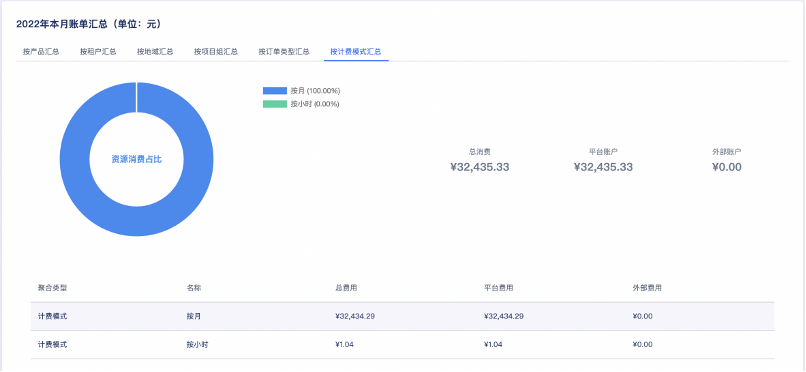 2022年本月账单汇总（单位：元）
按产品汇总 按租户汇总 按地域汇总 按项目组汇总 按订单类型汇总 按计费模式汇总
按月 (100.00%)
按小时 (0.00%)
资源消费占比
总消费 平台账户 外部账户
¥32,435.33 ¥32,435.33 ¥0.00
聚合类型 名称 总费用 平台费用 外部费用
计费模式 按月 ¥32,434.29 ¥32,434.29 ¥0.00
计费模式 按小时 ¥1.04 ¥1.04 ¥0.00